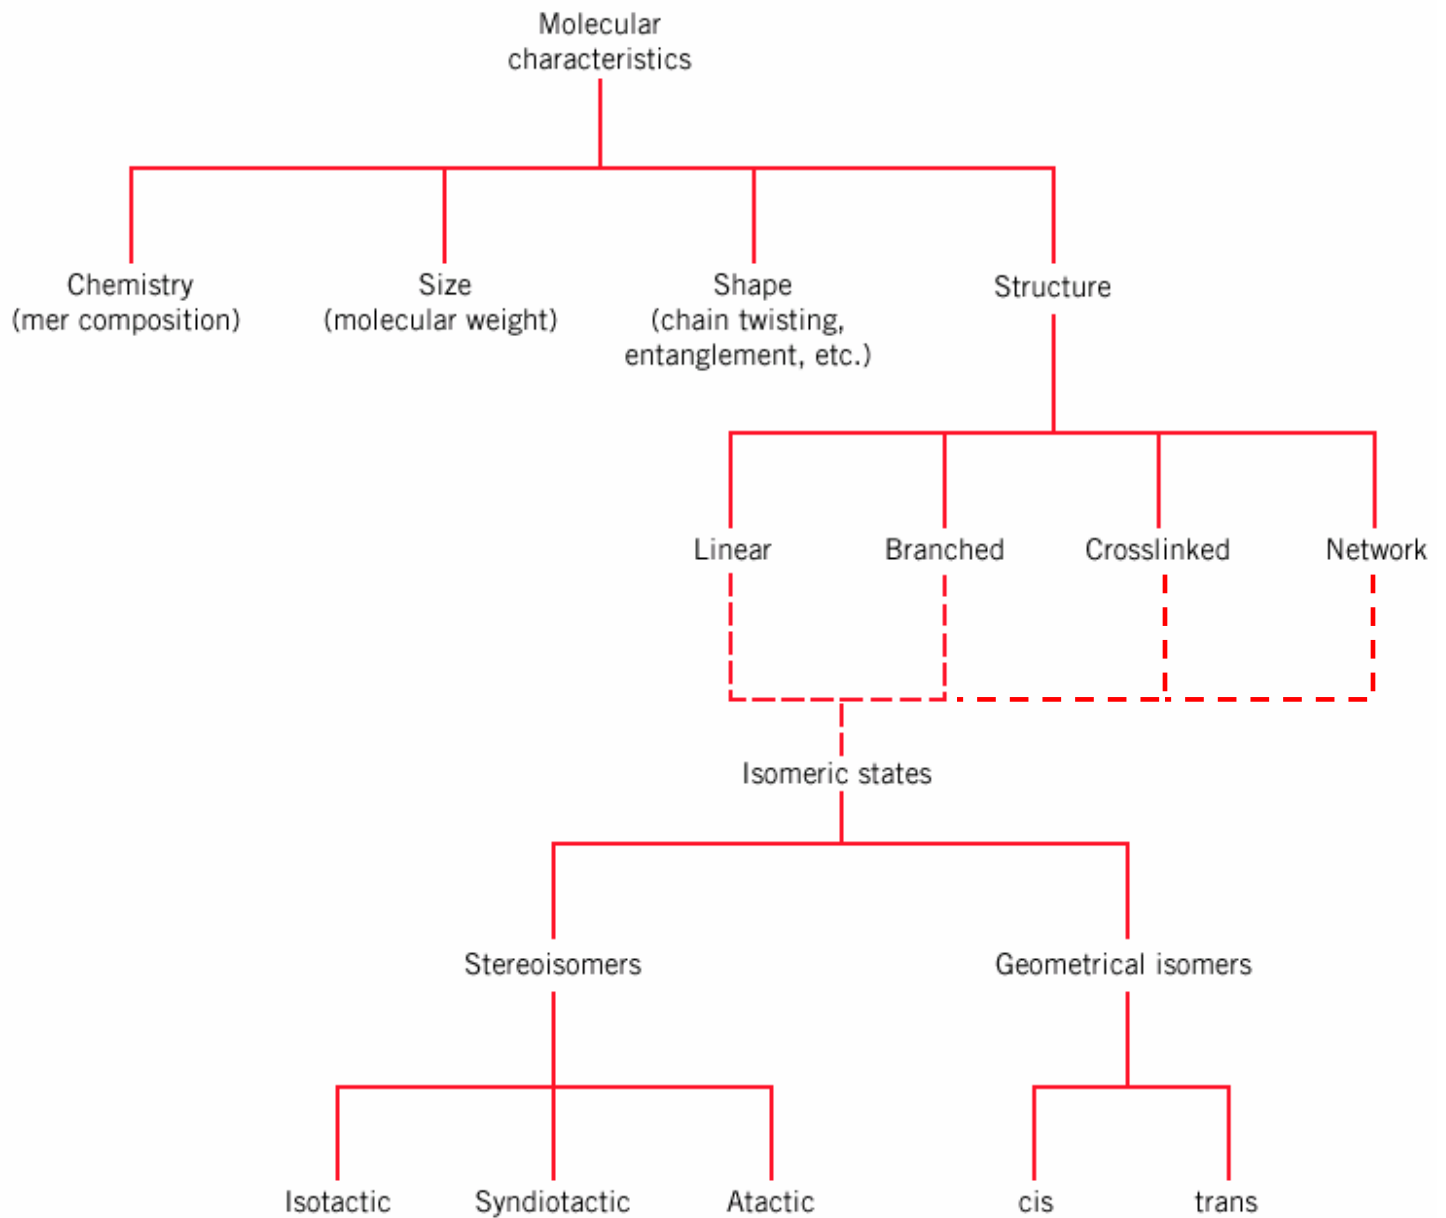 Molecular
characteristics
Chemistry
(mer composition)
Size
(molecular weight)
Shape
(chain twisting,
entanglement, etc.)
Structure
Linear
Branched
Crosslinked
Network
Isomeric states
Stereoisomers
Geometrical isomers
Isotactic
Syndiotactic
Atactic
cis
trans